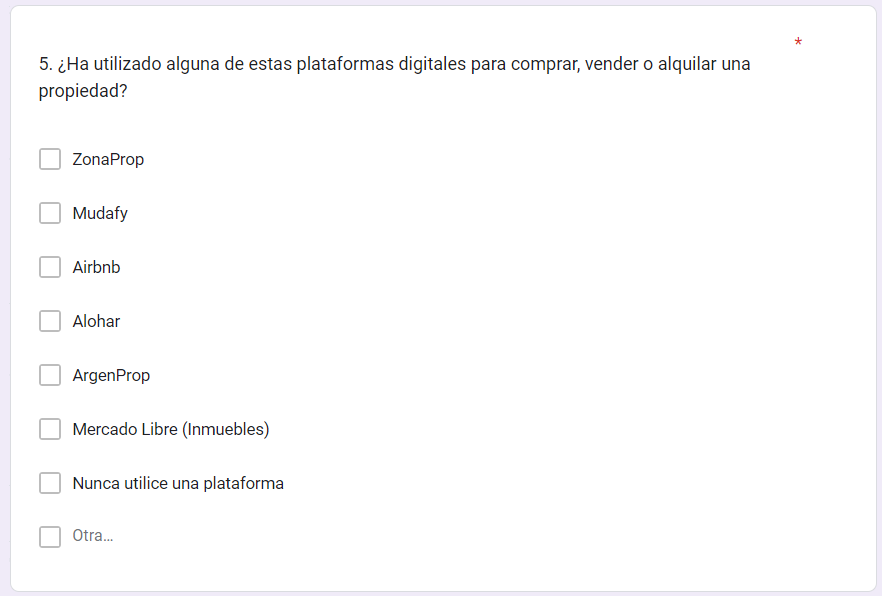 *
5. ¿Ha utilizado alguna de estas plataformas digitales para comprar, vender o alquilar una
propiedad?
ZonaProp
Mudafy
Airbnb
Alohar
ArgenProp
Mercado Libre (Inmuebles)
Nunca utilice una plataforma
Otra...